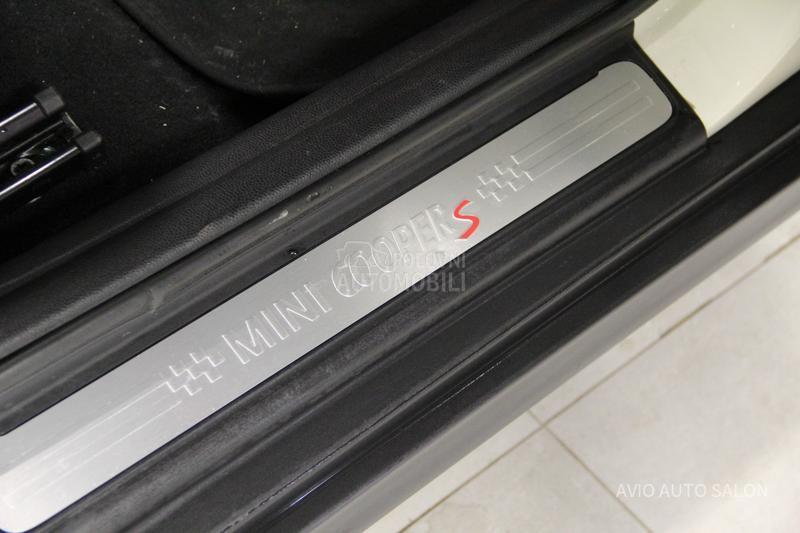 MINI COOPER S
POLOVNI
AUTOMOBILI
AVIO AUTO SALON